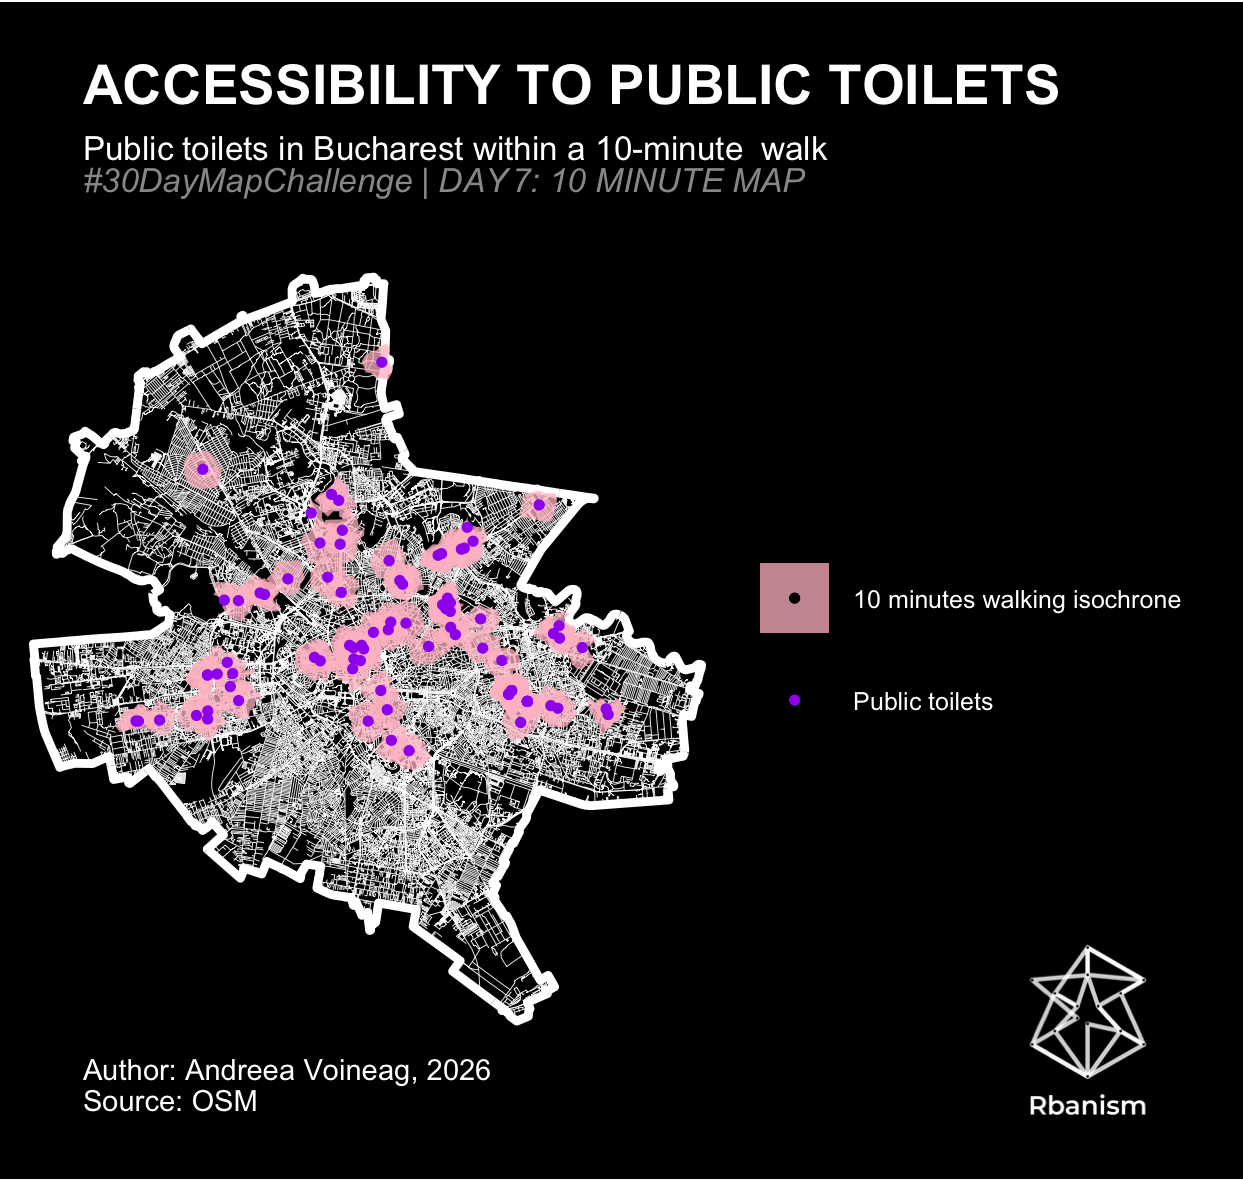 ACCESSIBILITY TO PUBLIC TOILETS
Public toilets in Bucharest within a 10-minute  walk
#30DayMapChallenge | DAY 7: 10 MINUTE MAP
10 minutes walking isochrone
Public toilets
Author: Andreea Voineag, 2026
Source: OSM
Rbanism